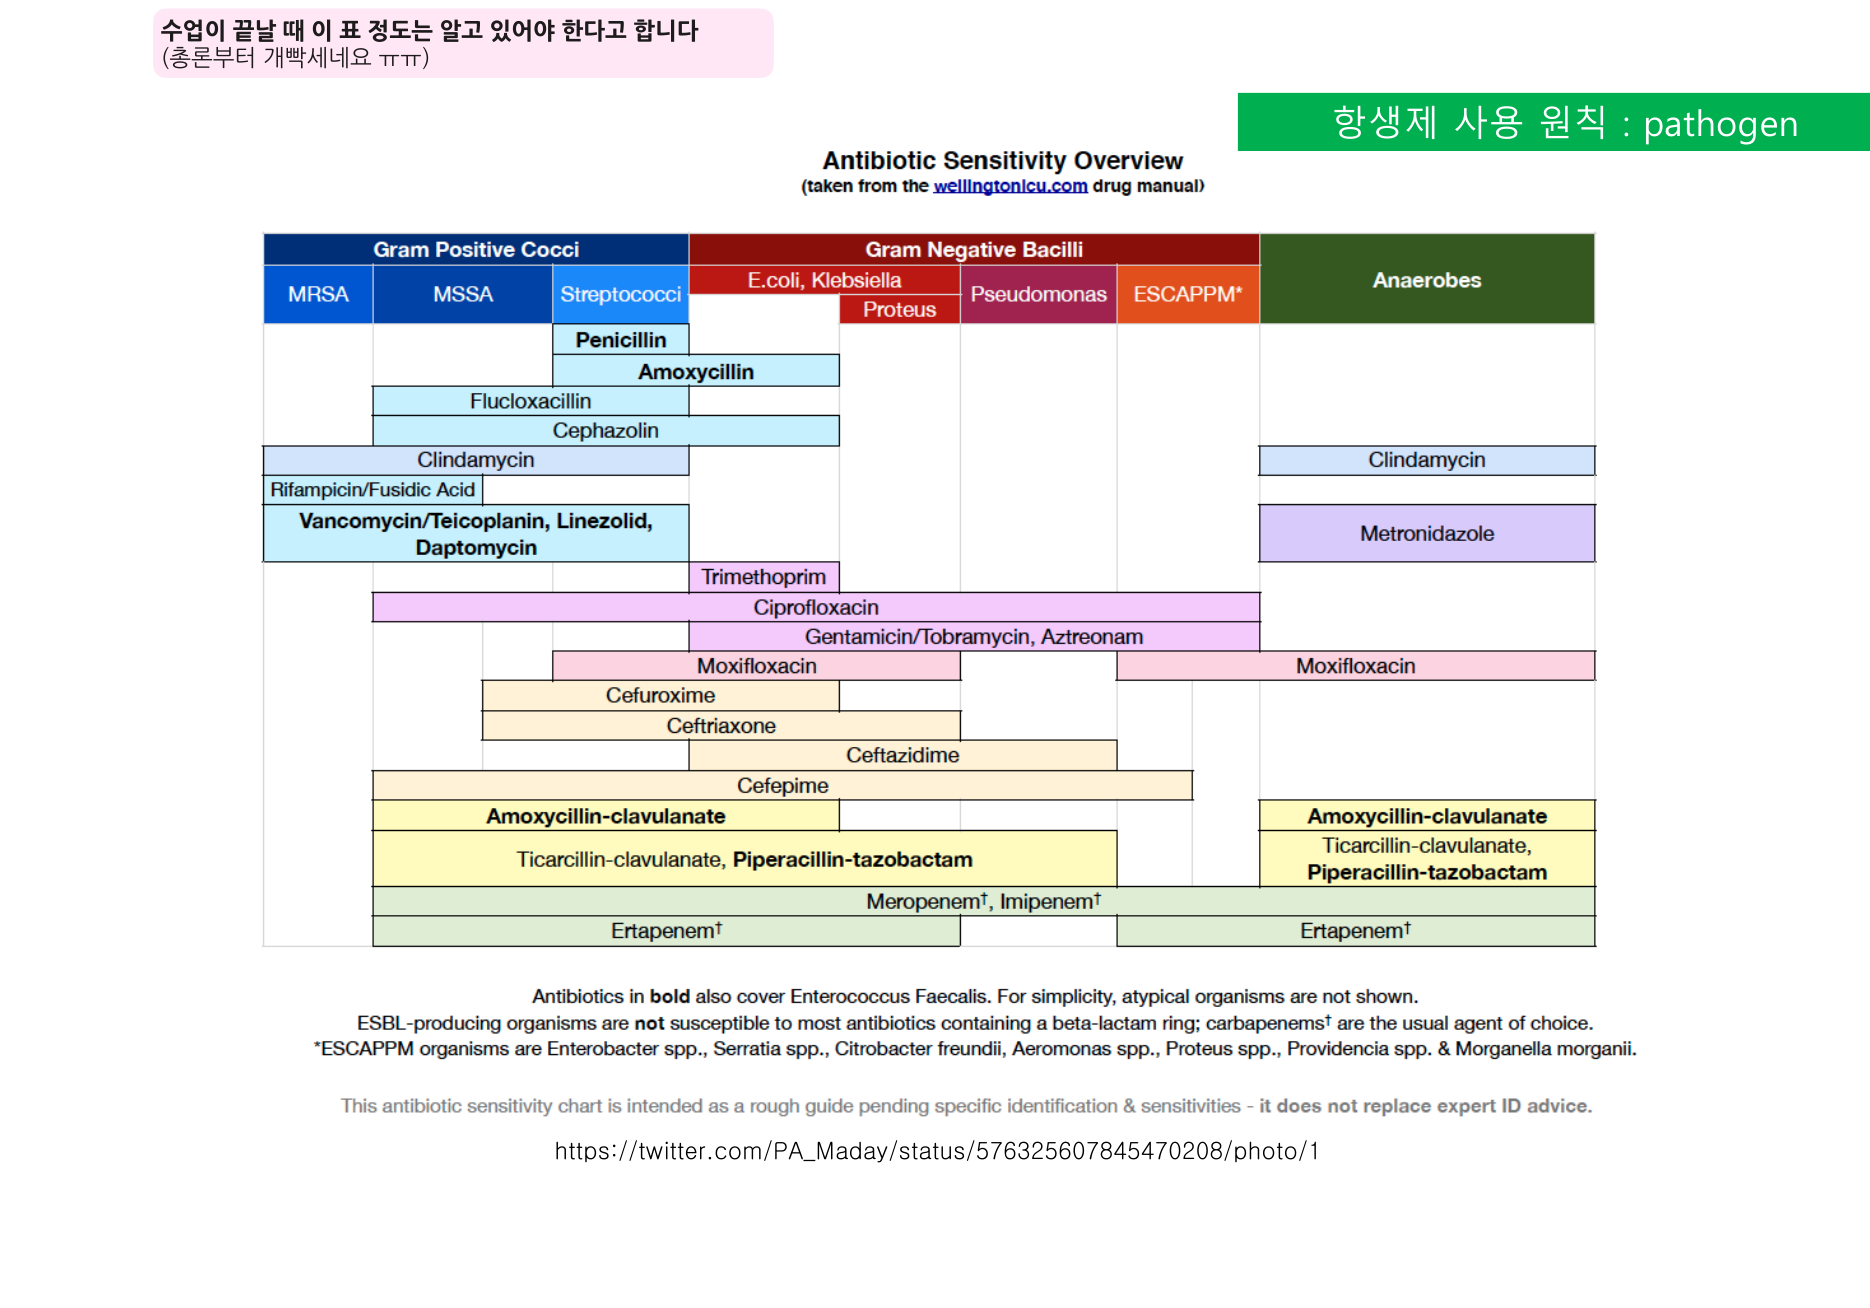 수업이 끝날 때 이 표 정도는 알고 있어야 한다고 합니다
(총론부터 개빡세네요 ㅠㅠ)
항생제 사용 원칙 : pathogen
Antibiotic Sensitivity Overview
(taken from the wellingtonicu.com drug manual)
Gram Positive Cocci
Gram Negative Bacilli
Anaerobes
MRSA
MSSA
Streptococci
E.coli, Klebsiella
Proteus
Pseudomonas
ESCAPPM*
Penicillin
Amoxycillin
Flucloxacillin
Cephazolin
Clindamycin
Clindamycin
Rifampicin/Fusidic Acid
Vancomycin/Teicoplanin, Linezolid,
Daptomycin
Metronidazole
Trimethoprim
Ciprofloxacin
Gentamicin/Tobramycin, Aztreonam
Moxifloxacin
Moxifloxacin
Cefuroxime
Ceftriaxone
Ceftazidime
Cefepime
Amoxycillin-clavulanate
Amoxycillin-clavulanate
Ticarcillin-clavulanate, Piperacillin-tazobactam
Ticarcillin-clavulanate,
Piperacillin-tazobactam
Meropenem†, Imipenem†
Ertapenem†
Ertapenem†
Antibiotics in bold also cover Enterococcus Faecalis. For simplicity, atypical organisms are not shown.
ESBL-producing organisms are not susceptible to most antibiotics containing a beta-lactam ring; carbapenems† are the usual agent of choice.
*ESCAPPM organisms are Enterobacter spp., Serratia spp., Citrobacter freundii, Aeromonas spp., Proteus spp., Providencia spp. & Morganella morganii.
This antibiotic sensitivity chart is intended as a rough guide pending specific identification & sensitivities - it does not replace expert ID advice.
https://twitter.com/PA_Maday/status/576325607845470208/photo/1